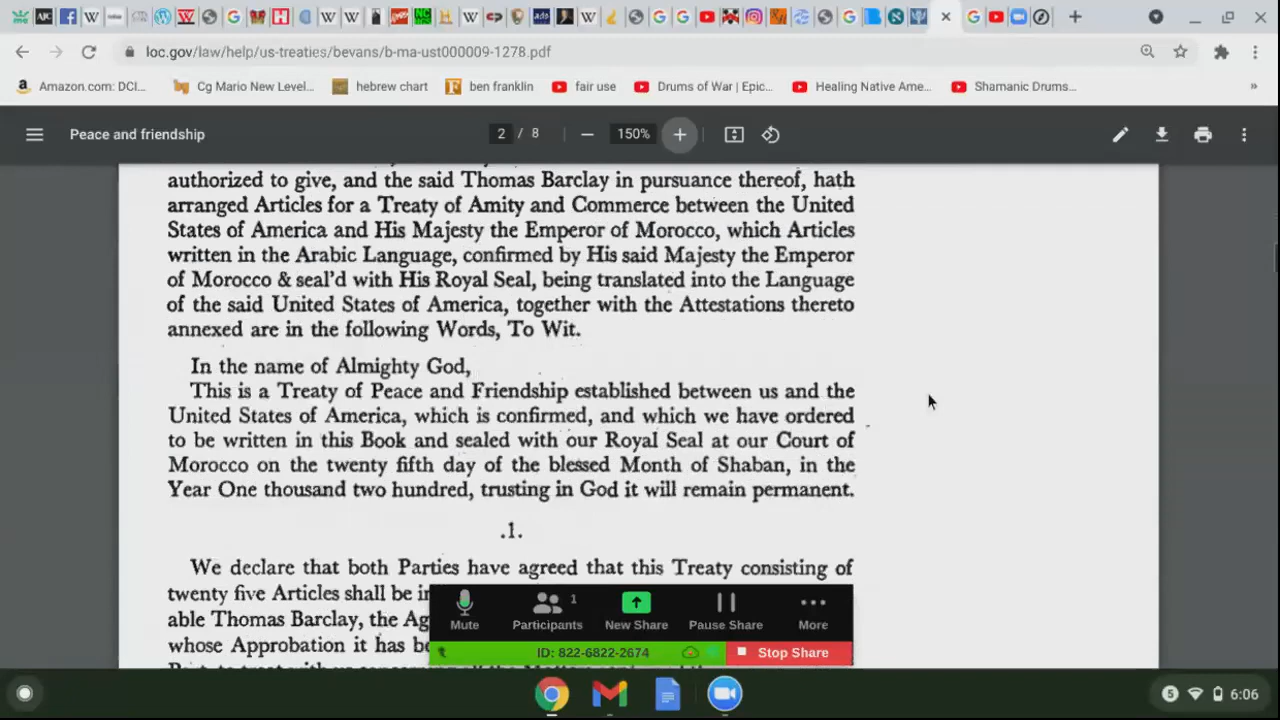 loc.gov/law/help/us-treaties/bevans/b-ma-ust000009-1278.pdf
Amazon.com: DCI...
Cg Mario New Level...
hebrew chart
ben franklin
fair use
Drums of War | Epic...
Healing Native Ame...
Shamanic Drums...
»
Peace and friendship
2 / 8
150%
authorized to give, and the said Thomas Barclay in pursuance thereof, hath
arranged Articles for a Treaty of Amity and Commerce between the United
States of America and His Majesty the Emperor of Morocco, which Articles
written in the Arabic Language, confirmed by His said Majesty the Emperor
of Morocco & seal'd with His Royal Seal, being translated into the Language
of the said United States of America, together with the Attestations thereto
annexed are in the following Words, To Wit.
In the name of Almighty God,
This is a Treaty of Peace and Friendship established between us and the
United States of America, which is confirmed, and which we have ordered
to be written in this Book and sealed with our Royal Seal at our Court of
Morocco on the twenty fifth day of the blessed Month of Shaban, in the
Year One thousand two hundred, trusting in God it will remain permanent.
.1.
We declare that both Parties have agreed that this Treaty consisting of
twenty five Articles shall be in
able Thomas Barclay, the Ag
whose Approbation it has be
Mute
Participants 1
New Share
Pause Share
More
ID: 822-6822-2674
Stop Share
5
6:06